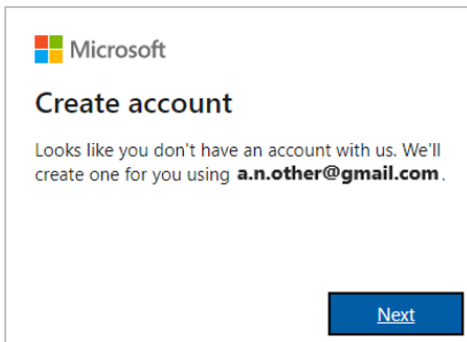 Microsoft
Create account
Looks like you don't have an account with us. We'll
create one for you using a.n.other@gmail.com.
Next